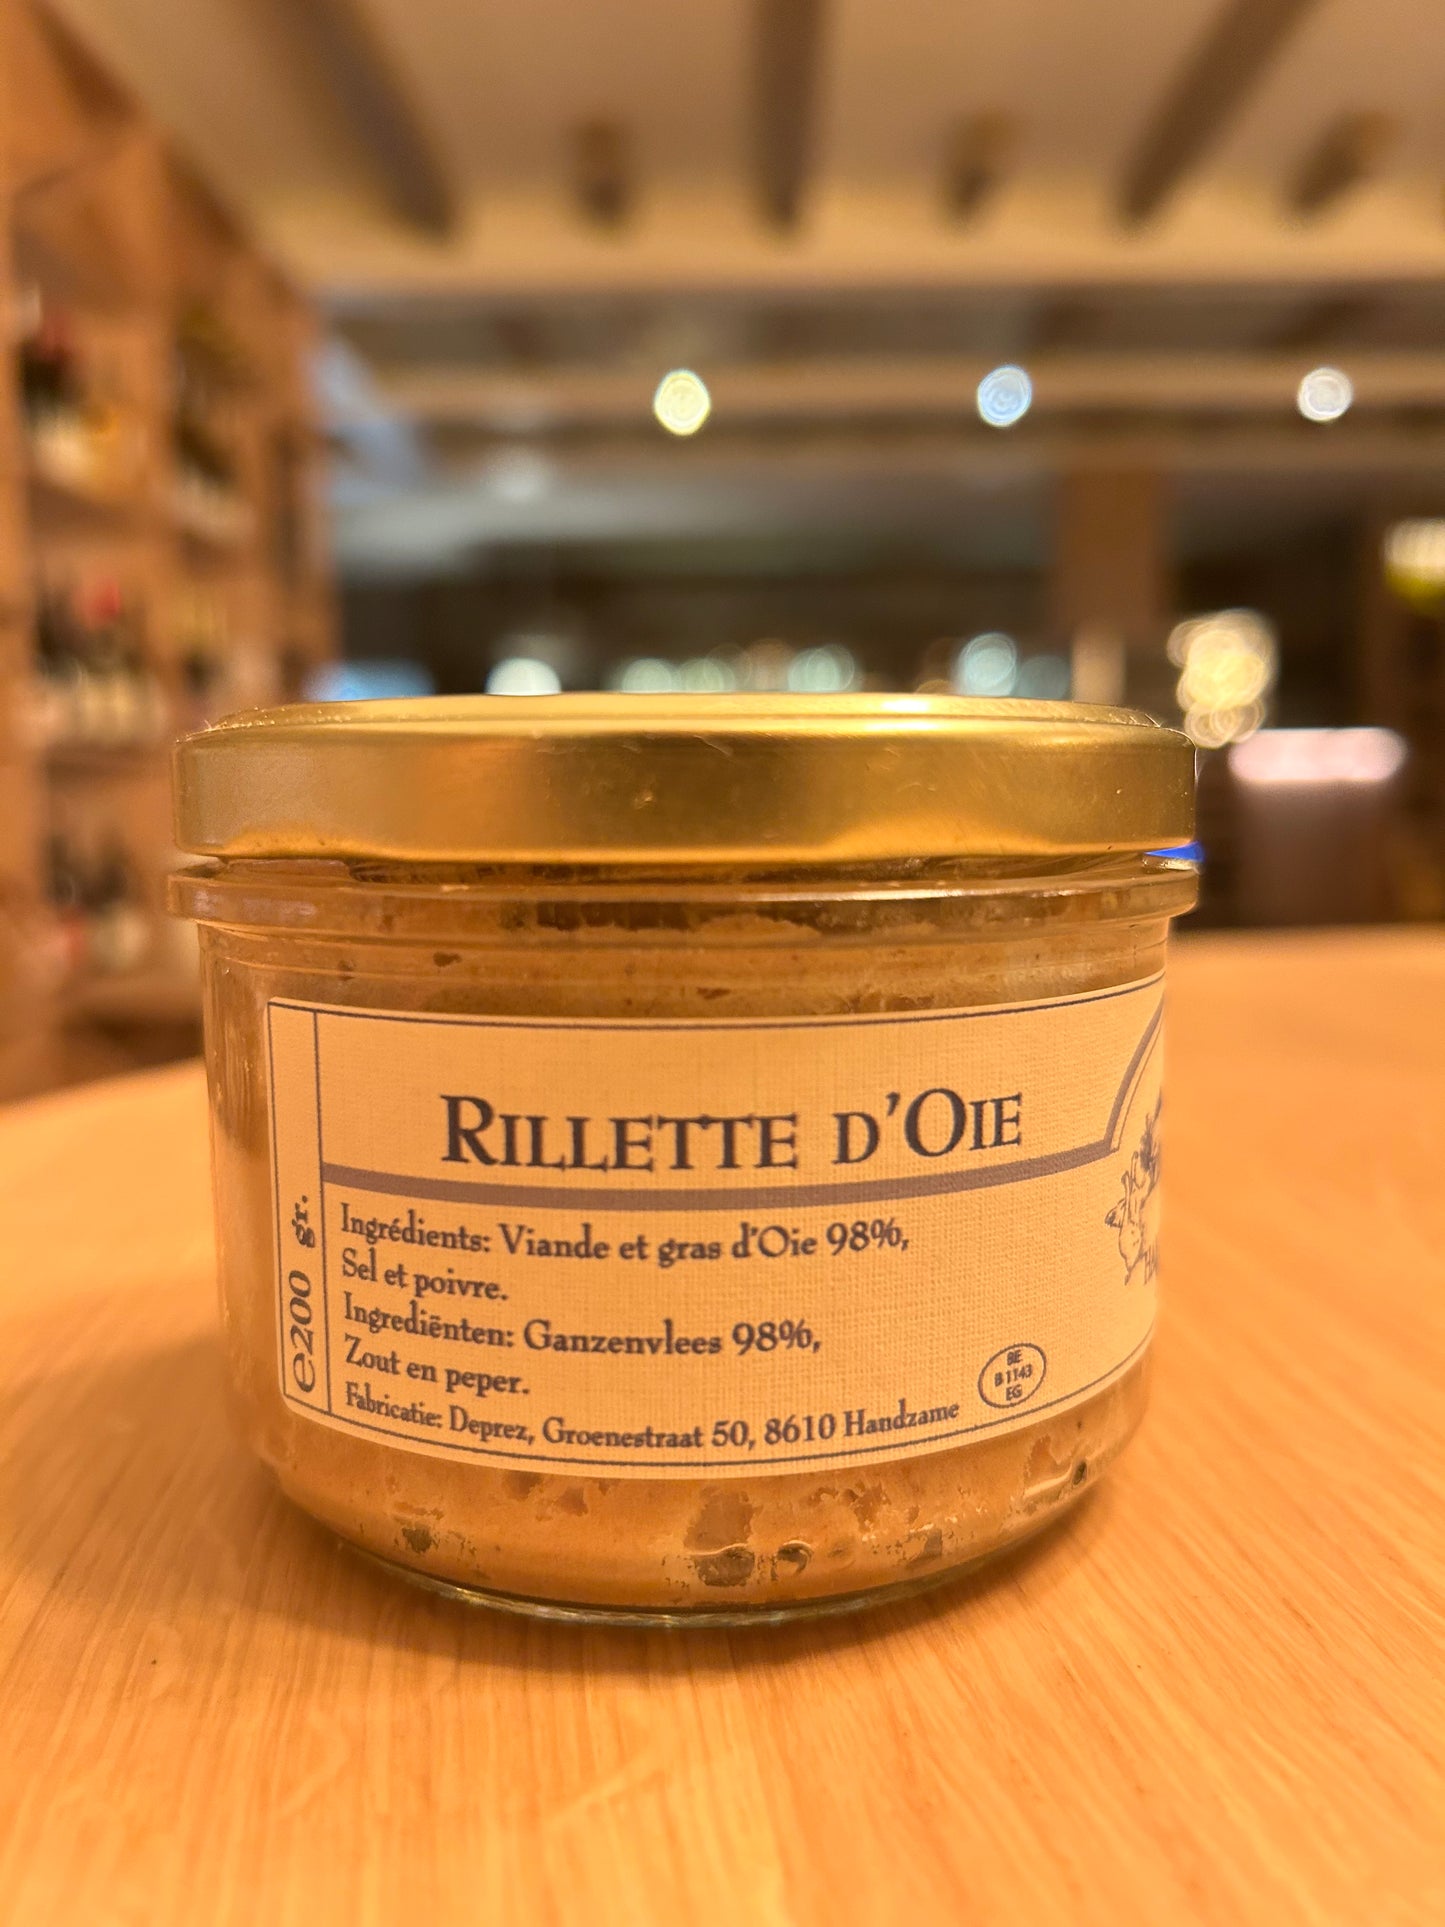 RILLETTE D'OIE
Ingrédients: Viande et gras d'Oie 98%,
Sel et poivre.
Ingrediënten: Ganzenvlees 98%,
Zout en peper.
Fabricatie: Deprez, Groenestraat 50, 8610 Handzame
BE
B 1143
EG
e200 gr.